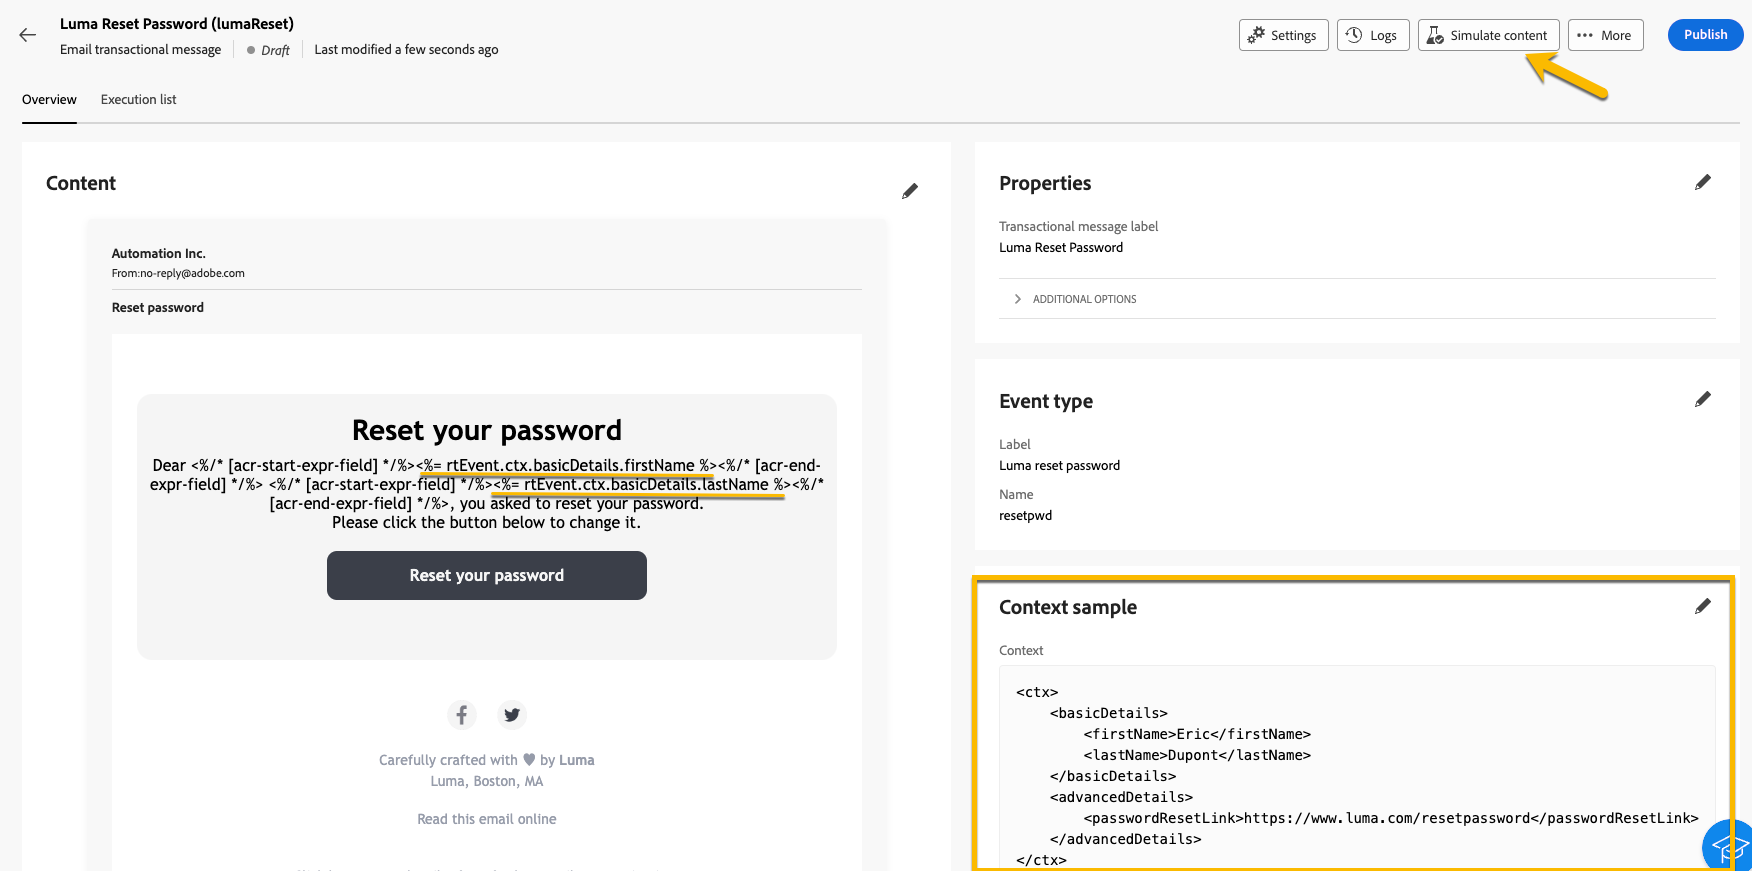 Luma Reset Password (lumaReset)
Email transactional message
Draft
Last modified a few seconds ago
Settings
Logs
Simulate content
More
Publish
Overview
Execution list
Content
Automation Inc.
From:no-reply@adobe.com
Reset password
Reset your password
Dear <%/* [acr-start-expr-field] */%><%= rtEvent.ctx.basicDetails.firstName %><%/* [acr-end-
expr-field] */%> <%/* [acr-start-expr-field] */%><%= rtEvent.ctx.basicDetails.lastName %><%/*
[acr-end-expr-field] */%>, you asked to reset your password.
Please click the button below to change it.
Reset your password
Carefully crafted with ♥ by Luma
Luma, Boston, MA
Read this email online
Properties
Transactional message label
Luma Reset Password
ADDITIONAL OPTIONS
Event type
Label
Luma reset password
Name
resetpwd
Context sample
Context
<ctx>
<basicDetails>
<firstName>Eric</firstName>
<lastName>Dupont</lastName>
</basicDetails>
<advancedDetails>
<passwordResetLink>https://www.luma.com/resetpassword</passwordResetLink>
</advancedDetails>
</ctx>